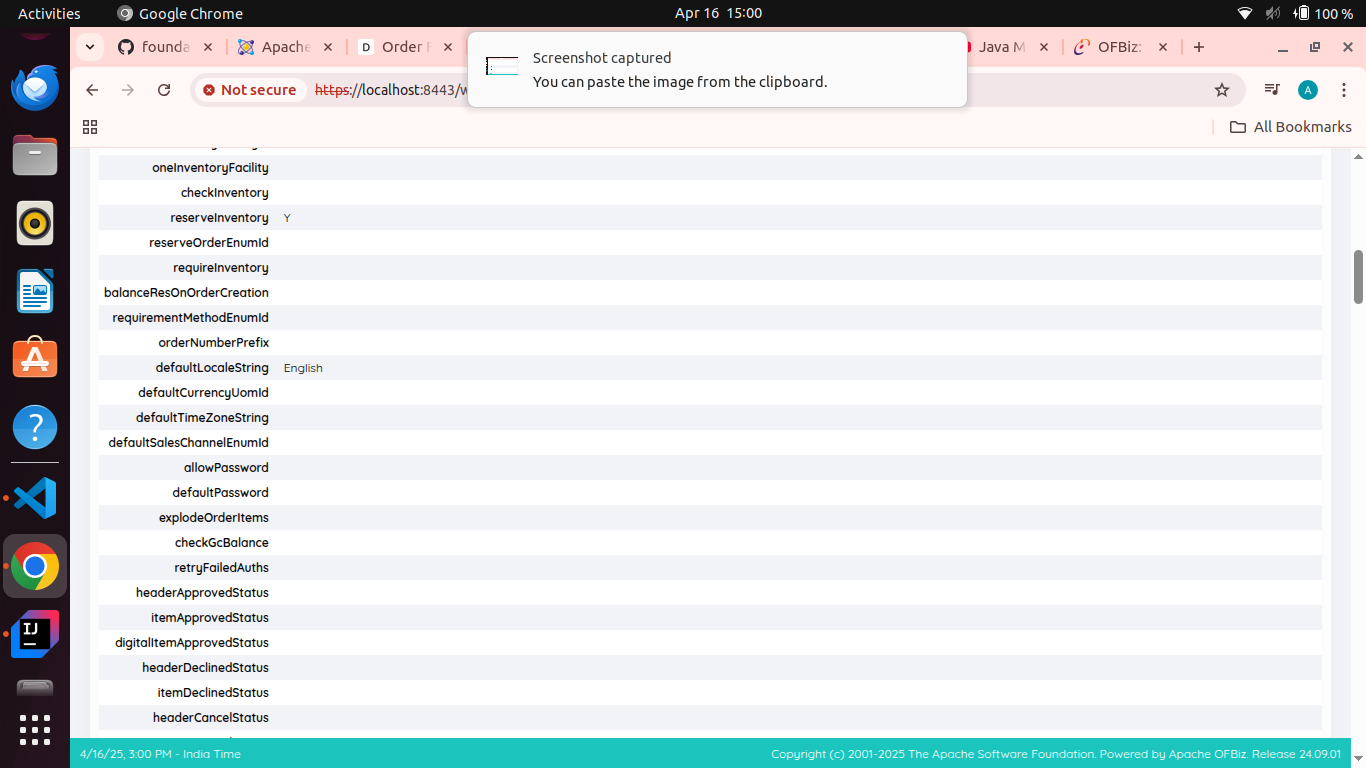 Activities
Google Chrome
Apr 16 15:00
100 %
founda
Apache
Order
Java M
OFBiz:
Screenshot captured
You can paste the image from the clipboard.
Not secure
https://localhost:8443/w
A
All Bookmarks
oneInventoryFacility
checkInventory
reserveInventory Y
reserveOrderEnumId
requireInventory
balanceResOnOrderCreation
requirementMethodEnumId
orderNumberPrefix
defaultLocaleString English
defaultCurrencyUomId
defaultTimeZoneString
defaultSalesChannelEnumId
allowPassword
defaultPassword
explodeOrderItems
checkGcBalance
retryFailedAuths
headerApprovedStatus
itemApprovedStatus
digitalItemApprovedStatus
headerDeclinedStatus
itemDeclinedStatus
headerCancelStatus
4/16/25, 3:00 PM - India Time
Copyright (c) 2001-2025 The Apache Software Foundation. Powered by Apache OFBiz. Release 24.09.01